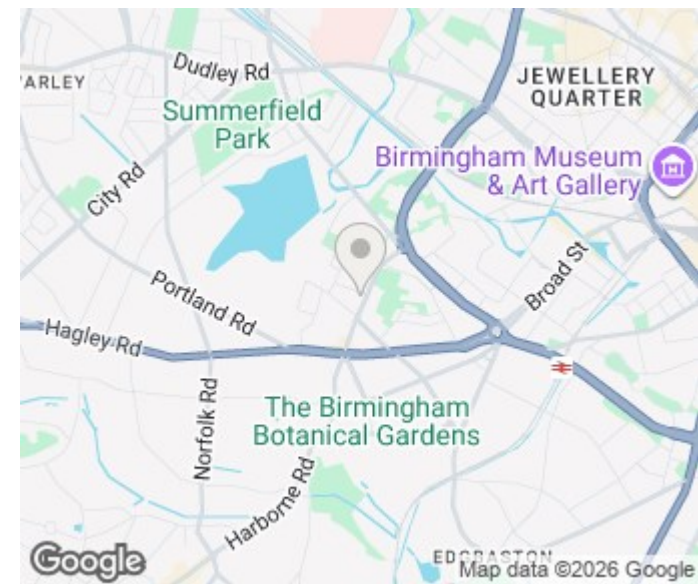 Dudley Rd
JEWELLERY
QUARTER
ARLEY
Summerfield
Park
Birmingham Museum
& Art Gallery
City Rd
Broad St
Portland Rd
Hagley Rd
Norfolk Rd
The Birmingham
Botanical Gardens
Harborne Rd
EDGBASTON
Google
Map data ©2026 Google